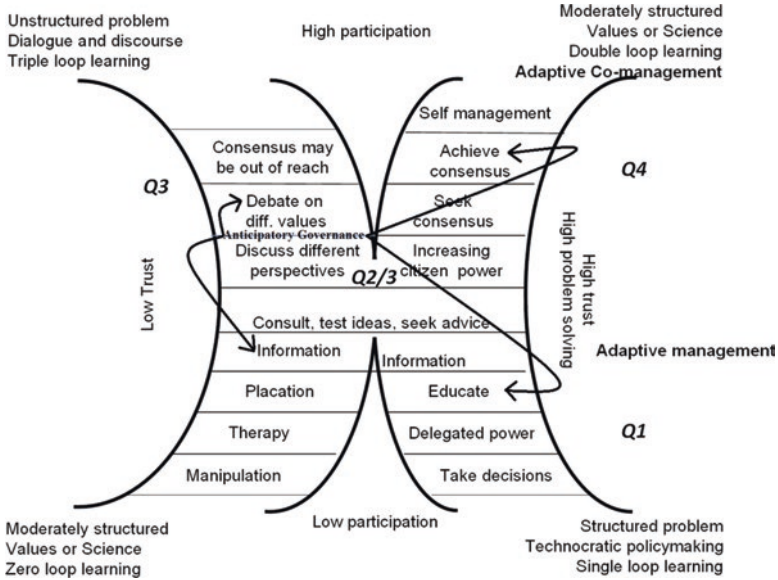 Unstructured problem
Dialogue and discourse
Triple loop learning
High participation
Moderately structured
Values or Science
Double loop learning
Adaptive Co-management
Self management
Consensus may
be out of reach
Achieve
consensus
Q3
Q4
Debate on
diff. values
Seek
consensus
Anticipatory Governance
Discuss different
perspectives
Increasing
citizen power
Q2/3
Low Trust
High trust
High problem solving
Consult, test ideas, seek advice
Information
Information
Adaptive management
Placation
Educate
Therapy
Delegated power
Q1
Manipulation
Take decisions
Low participation
Moderately structured
Values or Science
Zero loop learning
Structured problem
Technocratic policymaking
Single loop learning